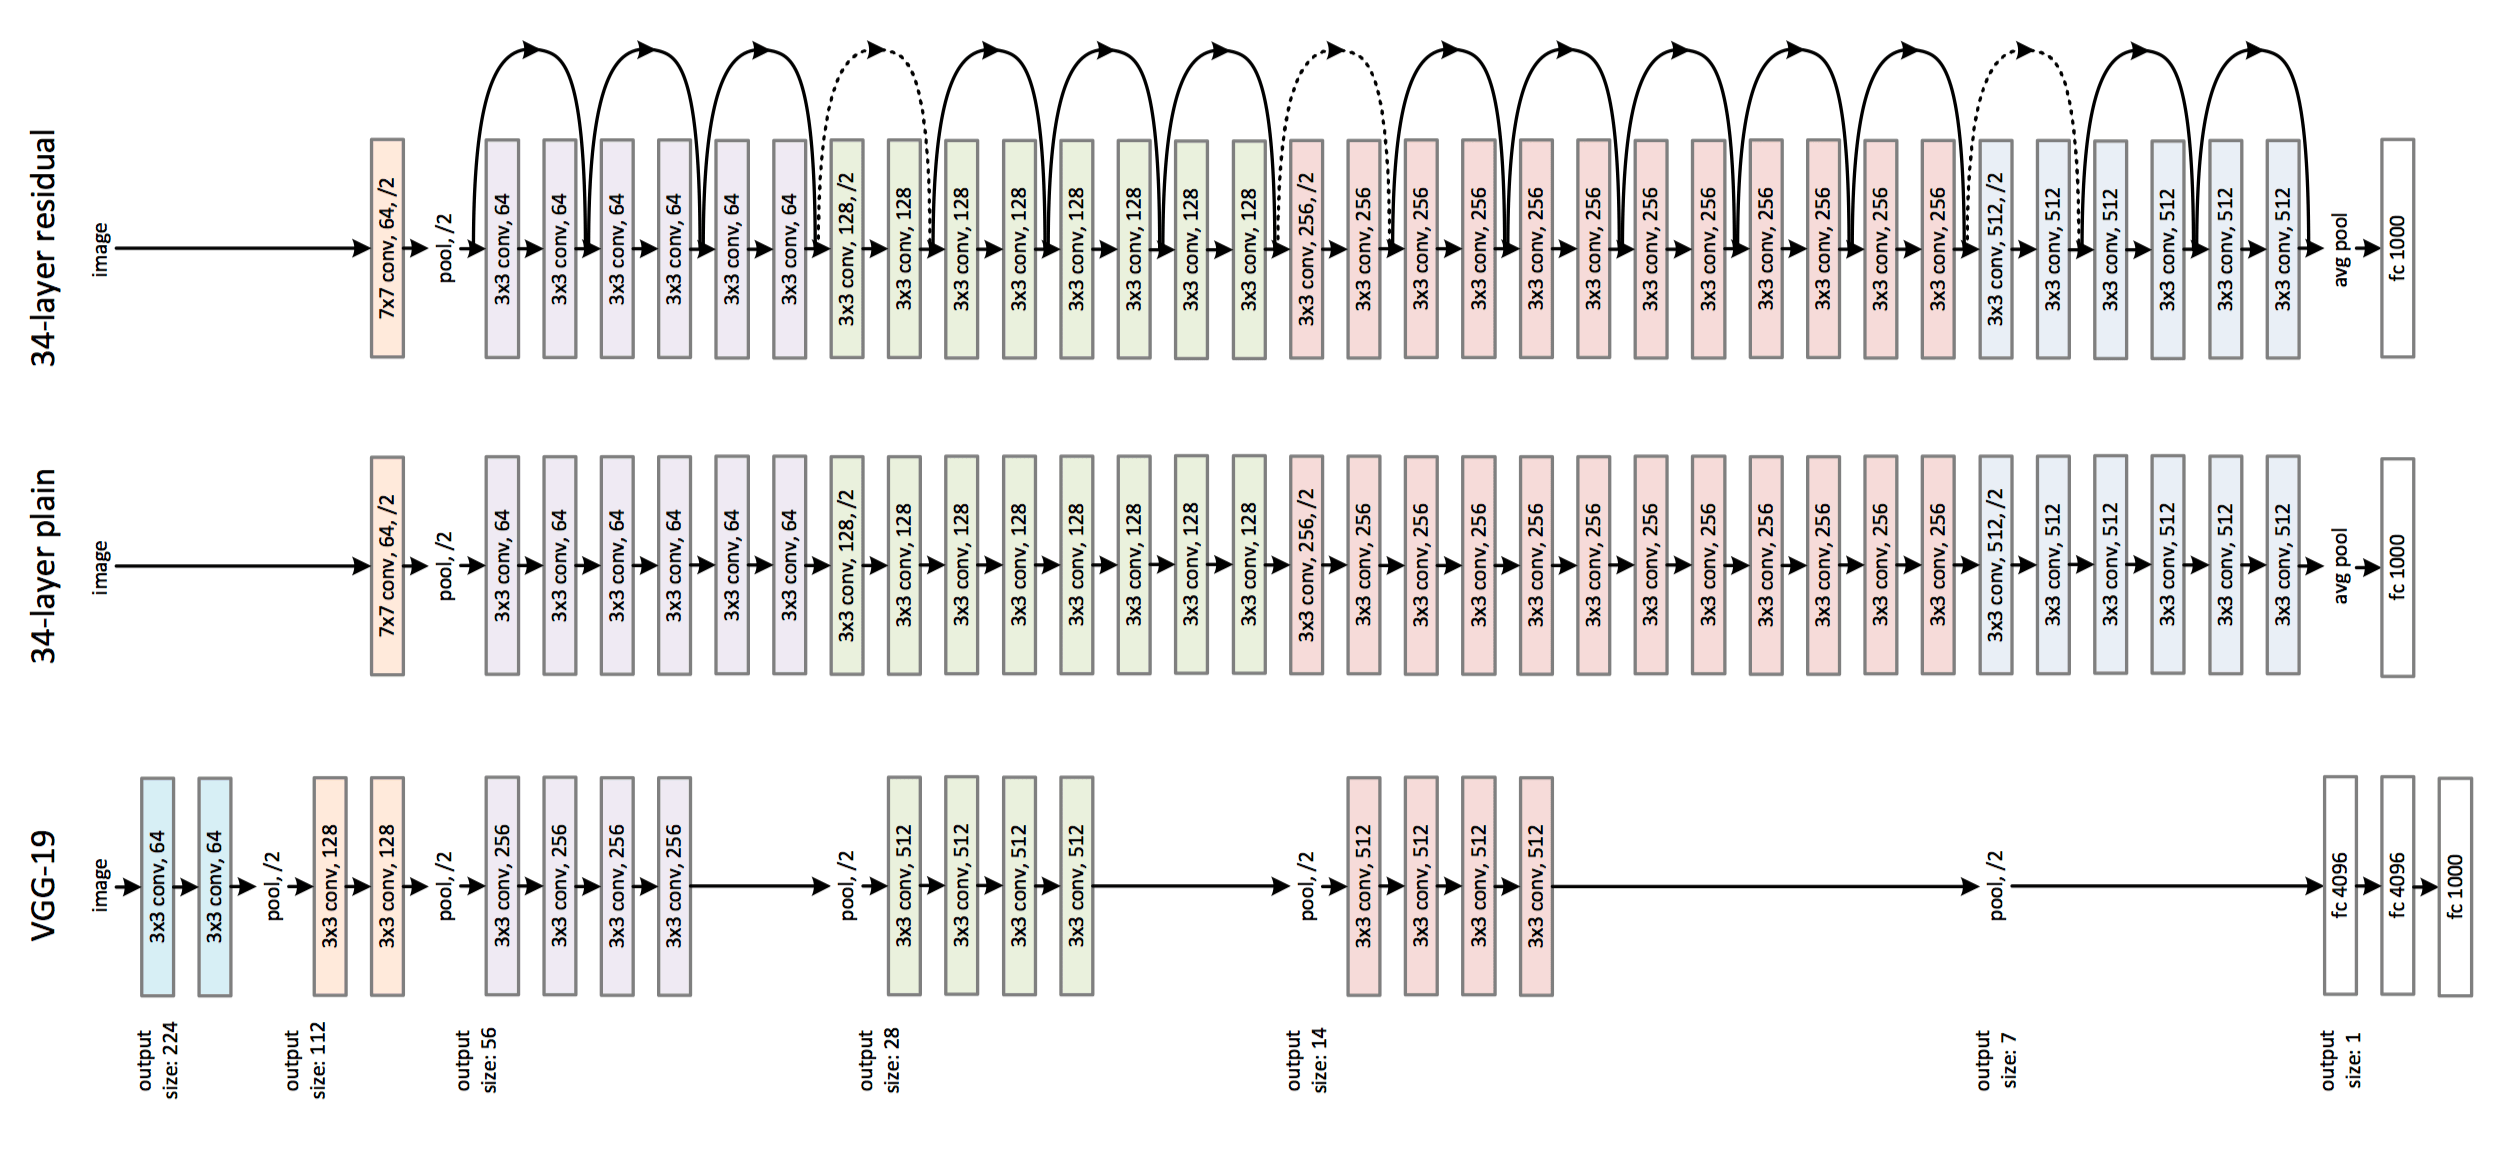 34-layer residual
image
7x7 conv, 64, /2
pool, /2
3x3 conv, 64
3x3 conv, 64
3x3 conv, 64
3x3 conv, 64
3x3 conv, 64
3x3 conv, 64
3x3 conv, 128, /2
3x3 conv, 128
3x3 conv, 128
3x3 conv, 128
3x3 conv, 128
3x3 conv, 128
3x3 conv, 128
3x3 conv, 128
3x3 conv, 256, /2
3x3 conv, 256
3x3 conv, 256
3x3 conv, 256
3x3 conv, 256
3x3 conv, 256
3x3 conv, 256
3x3 conv, 256
3x3 conv, 256
3x3 conv, 256
3x3 conv, 256
3x3 conv, 256
3x3 conv, 512, /2
3x3 conv, 512
3x3 conv, 512
3x3 conv, 512
3x3 conv, 512
3x3 conv, 512
avg pool
fc 1000
34-layer plain
image
7x7 conv, 64, /2
pool, /2
3x3 conv, 64
3x3 conv, 64
3x3 conv, 64
3x3 conv, 64
3x3 conv, 64
3x3 conv, 64
3x3 conv, 128, /2
3x3 conv, 128
3x3 conv, 128
3x3 conv, 128
3x3 conv, 128
3x3 conv, 128
3x3 conv, 128
3x3 conv, 128
3x3 conv, 256, /2
3x3 conv, 256
3x3 conv, 256
3x3 conv, 256
3x3 conv, 256
3x3 conv, 256
3x3 conv, 256
3x3 conv, 256
3x3 conv, 256
3x3 conv, 256
3x3 conv, 256
3x3 conv, 256
3x3 conv, 512, /2
3x3 conv, 512
3x3 conv, 512
3x3 conv, 512
3x3 conv, 512
3x3 conv, 512
avg pool
fc 1000
VGG-19
image
3x3 conv, 64
3x3 conv, 64
pool, /2
3x3 conv, 128
3x3 conv, 128
pool, /2
3x3 conv, 256
3x3 conv, 256
3x3 conv, 256
3x3 conv, 256
pool, /2
3x3 conv, 512
3x3 conv, 512
3x3 conv, 512
3x3 conv, 512
pool, /2
3x3 conv, 512
3x3 conv, 512
3x3 conv, 512
3x3 conv, 512
pool, /2
fc 4096
fc 4096
fc 1000
output
size: 224
output
size: 112
output
size: 56
output
size: 28
output
size: 14
output
size: 7
output
size: 1